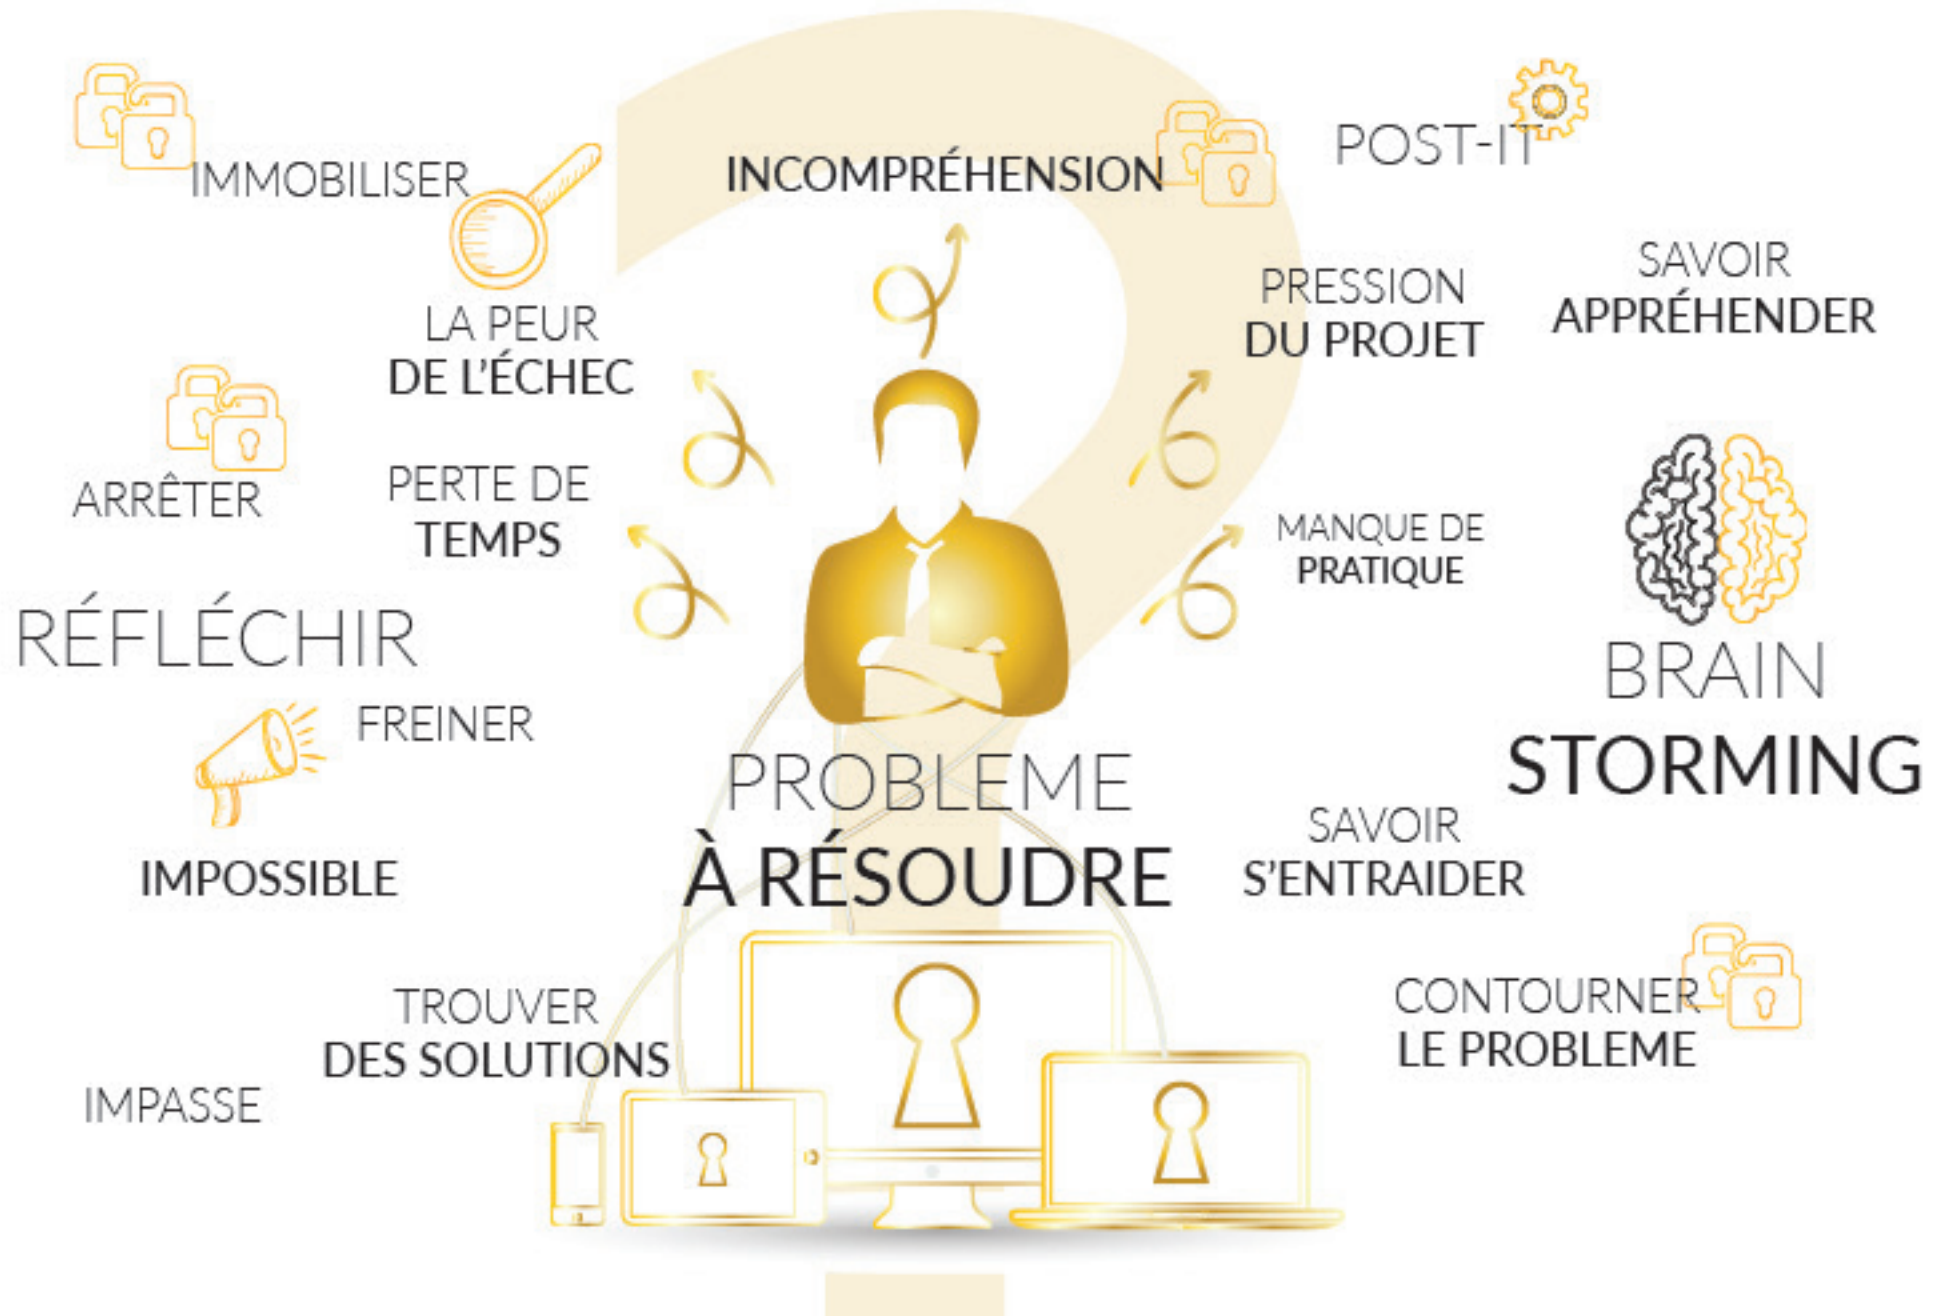 IMMOBILISER
INCOMPRÉHENSION
POST-IT
LA PEUR
DE L'ÉCHEC
PRESSION
DU PROJET
SAVOIR
APPRÉHENDER
ARRÊTER
PERTE DE
TEMPS
MANQUE DE
PRATIQUE
RÉFLÉCHIR
FREINER
BRAIN
STORMING
PROBLEME
À RÉSOUDRE
IMPOSSIBLE
SAVOIR
S'ENTRAIDER
TROUVER
DES SOLUTIONS
CONTOURNER
LE PROBLEME
IMPASSE